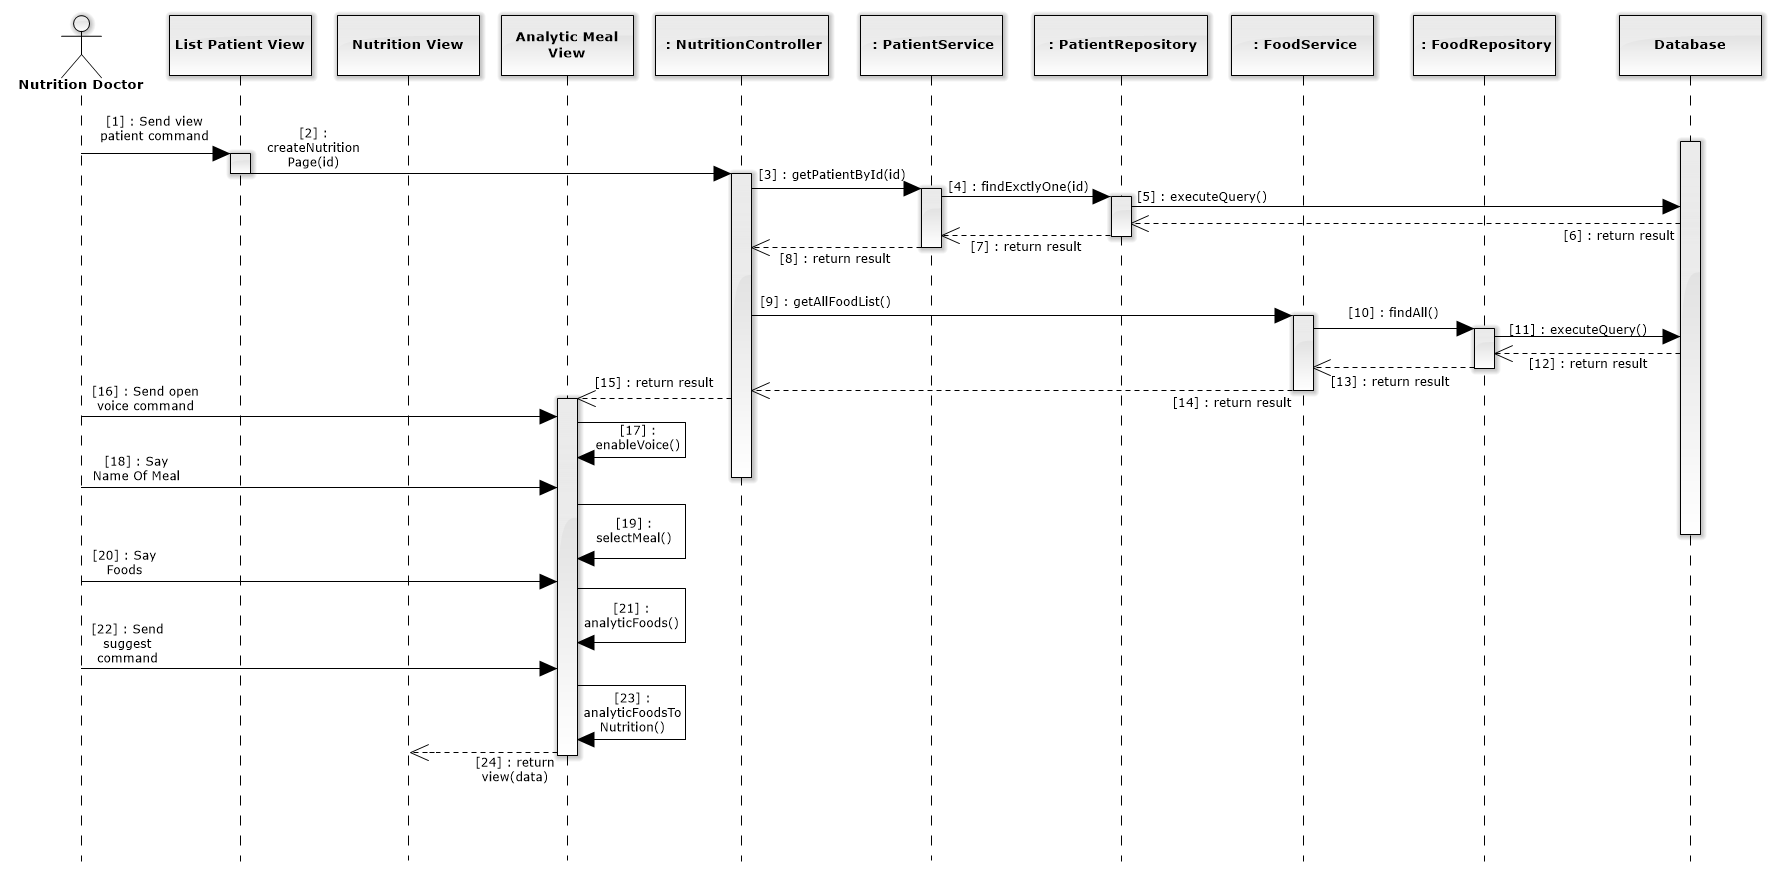 Nutrition Doctor
List Patient View
Nutrition View
Analytic Meal
View
: NutritionController
: PatientService
: PatientRepository
: FoodService
: FoodRepository
Database
[1] : Send view
patient command
[2] :
createNutrition
Page(id)
[3] : getPatientById(id)
[4] : findExctlyOne(id)
[5] : executeQuery()
[6] : return result
[7] : return result
[8] : return result
[9] : getAllFoodList()
[10] : findAll()
[11] : executeQuery()
[12] : return result
[13] : return result
[14] : return result
[15] : return result
[16] : Send open
voice command
[17] :
enableVoice()
[18] : Say
Name Of Meal
[19] :
selectMeal()
[20] : Say
Foods
[21] :
analyticFoods()
[22] : Send
suggest
command
[23] :
analyticFoodsTo
Nutrition()
[24] : return
view(data)